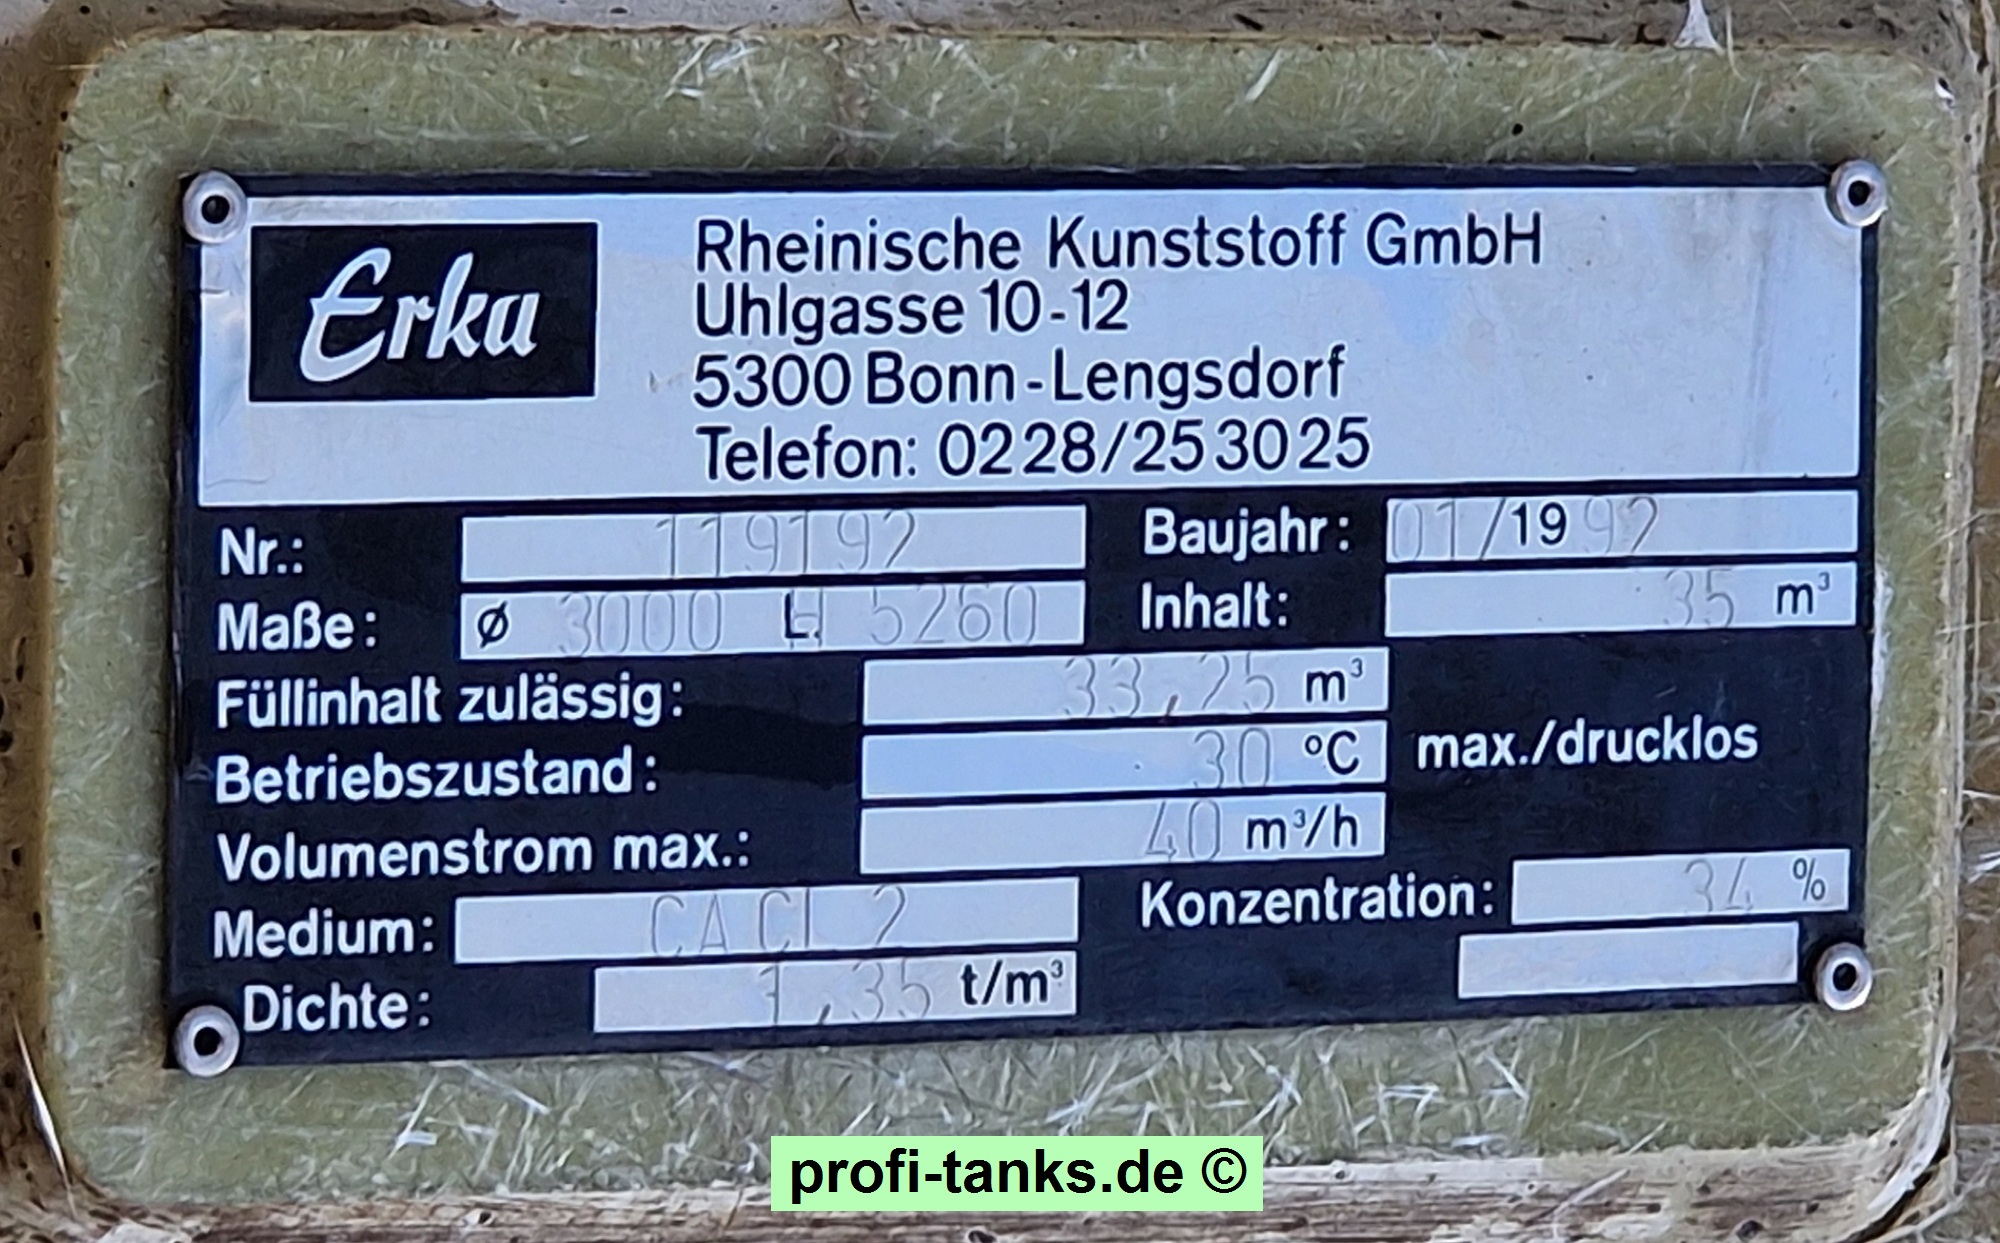 Erka
Rheinische Kunststoff GmbH
Uhlgasse 10-12
5300 Bonn-Lengsdorf
Telefon: 0228/253025
Nr.: 119192 Baujahr: 01/1992
Maße: Ø 3000 L. H 5260 Inhalt: 35 m³
Füllinhalt zulässig: 33,25 m³
Betriebszustand: 30 °C max./drucklos
Volumenstrom max.: 40 m³/h
Medium: CA CL 2 Konzentration: 34 %
Dichte: 1,35 t/m³
profi-tanks.de ©